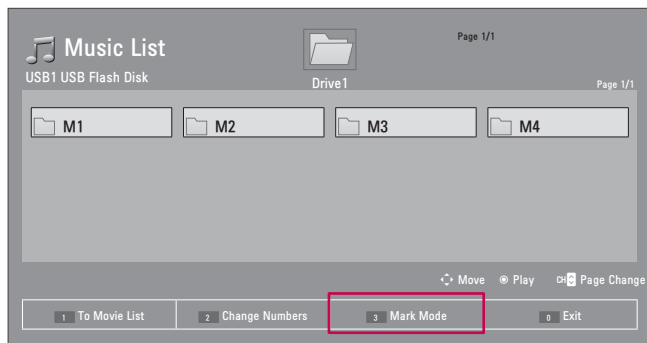 Music List
Page 1/1
USB1 USB Flash Disk
Drive1
Page 1/1
M1 M2 M3 M4
Move Play CH Page Change
1 To Movie List 2 Change Numbers 3 Mark Mode 0 Exit